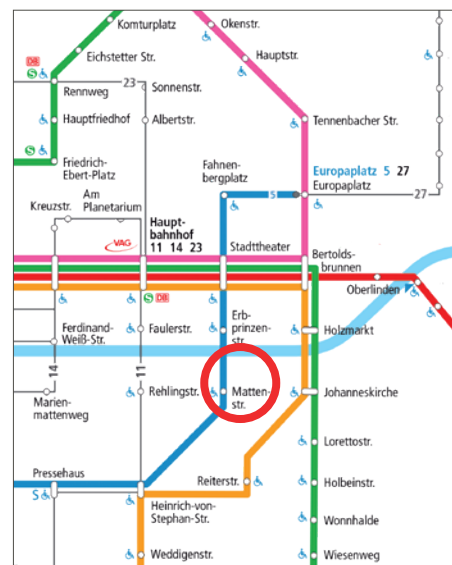 Komturplatz
Okenstr.
Eichstetter Str.
Hauptstr.
DB
S
Rennweg
23
Sonnenstr.
Hauptfriedhof
Albertstr.
Tennenbacher Str.
S
Friedrich-
Ebert-Platz
Fahnen-
bergplatz
Europaplatz 5 27
5
Europaplatz
27
Kreuzstr.
Am
Planetarium
VAG
Haupt-
bahnhof
11 14 23
Stadttheater
Bertolds-
brunnen
Oberlinden
S DB
Ferdinand-
Weiß-Str.
Faulerstr.
Erb-
prinzen-
str.
Holzmarkt
14
11
Marien-
mattenweg
Rehlingstr.
Matten-
str.
Johanneskirche
Lorettostr.
Pressehaus
S
Reiterstr.
Holbeinstr.
Heinrich-von-
Stephan-Str.
Wonnhalde
Weddigenstr.
Wiesenweg